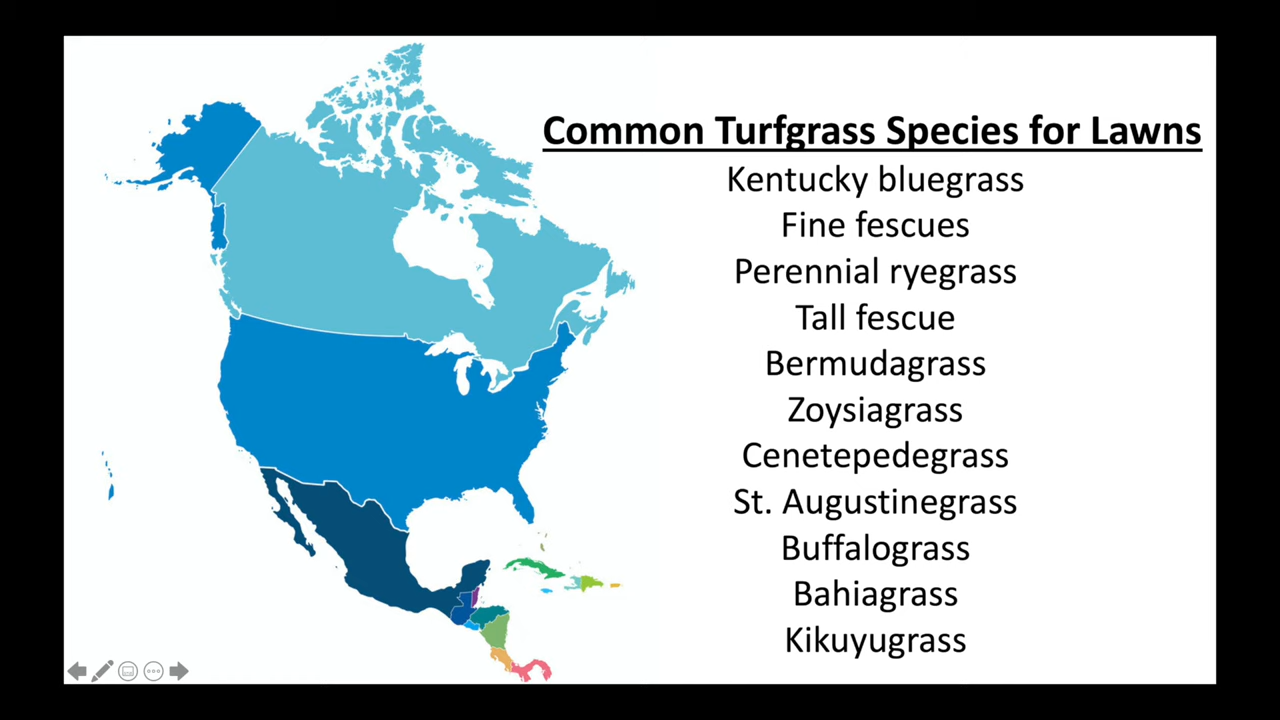 Common Turfgrass Species for Lawns
Kentucky bluegrass
Fine fescues
Perennial ryegrass
Tall fescue
Bermudagrass
Zoysiagrass
Cenetepedegrass
St. Augustinegrass
Buffalograss
Bahiagrass
Kikuyugrass